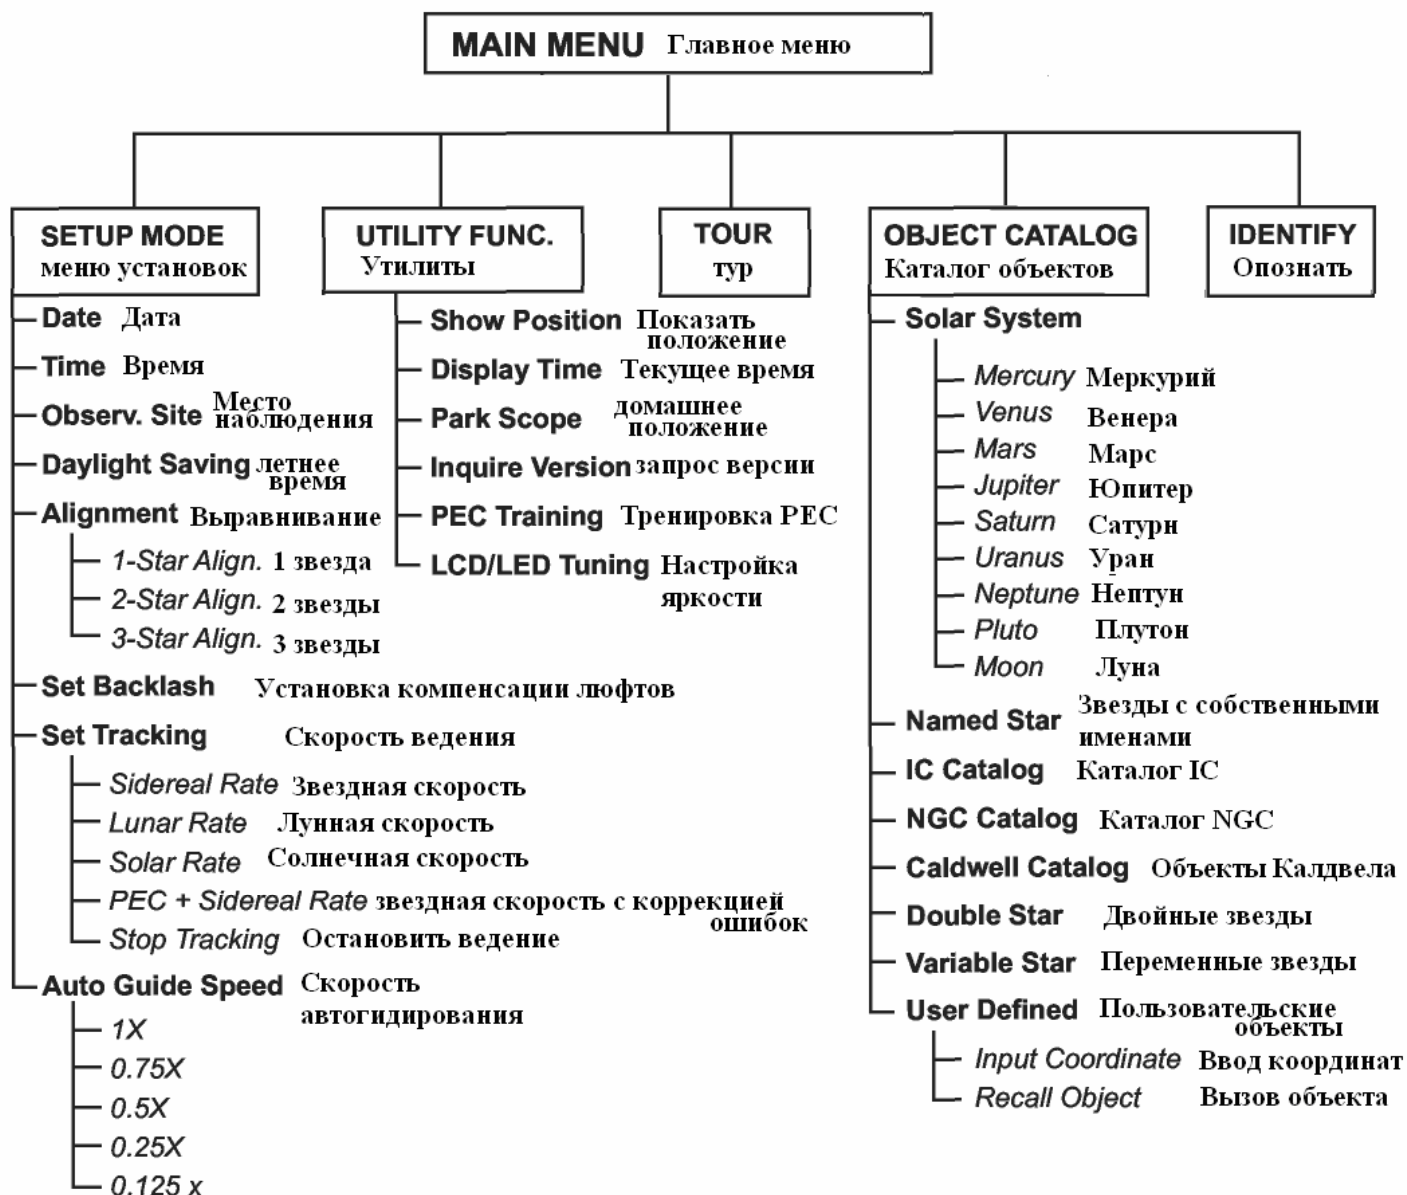 MAIN MENU Главное меню
SETUP MODE
меню установок
Date Дата
Time Время
Observ. Site Место
наблюдения
Daylight Saving летнее
время
Alignment Выравнивание
1-Star Align. 1 звезда
2-Star Align. 2 звезды
3-Star Align. 3 звезды
Set Backlash Установка компенсации люфтов
Set Tracking Скорость ведения
Sidereal Rate Звездная скорость
Lunar Rate Лунная скорость
Solar Rate Солнечная скорость
PEC + Sidereal Rate звездная скорость с коррекцией
ошибок
Stop Tracking Остановить ведение
Auto Guide Speed Скорость
автогидирования
1X
0.75X
0.5X
0.25X
0.125 x
UTILITY FUNC.
Утилиты
Show Position Показать
положение
Display Time Текущее время
Park Scope домашнее
положение
Inquire Version запрос версии
PEC Training Тренировка PEC
LCD/LED Tuning Настройка
яркости
TOUR
тур
OBJECT CATALOG
Каталог объектов
Solar System
Mercury Меркурий
Venus Венера
Mars Марс
Jupiter Юпитер
Saturn Сатурн
Uranus Уран
Neptune Нептун
Pluto Плутон
Moon Луна
Named Star Звезды с собственными
именами
IC Catalog Каталог IC
NGC Catalog Каталог NGC
Caldwell Catalog Объекты Калдвела
Double Star Двойные звезды
Variable Star Переменные звезды
User Defined Пользовательские
объекты
Input Coordinate Ввод координат
Recall Object Вызов объекта
IDENTIFY
Опознать